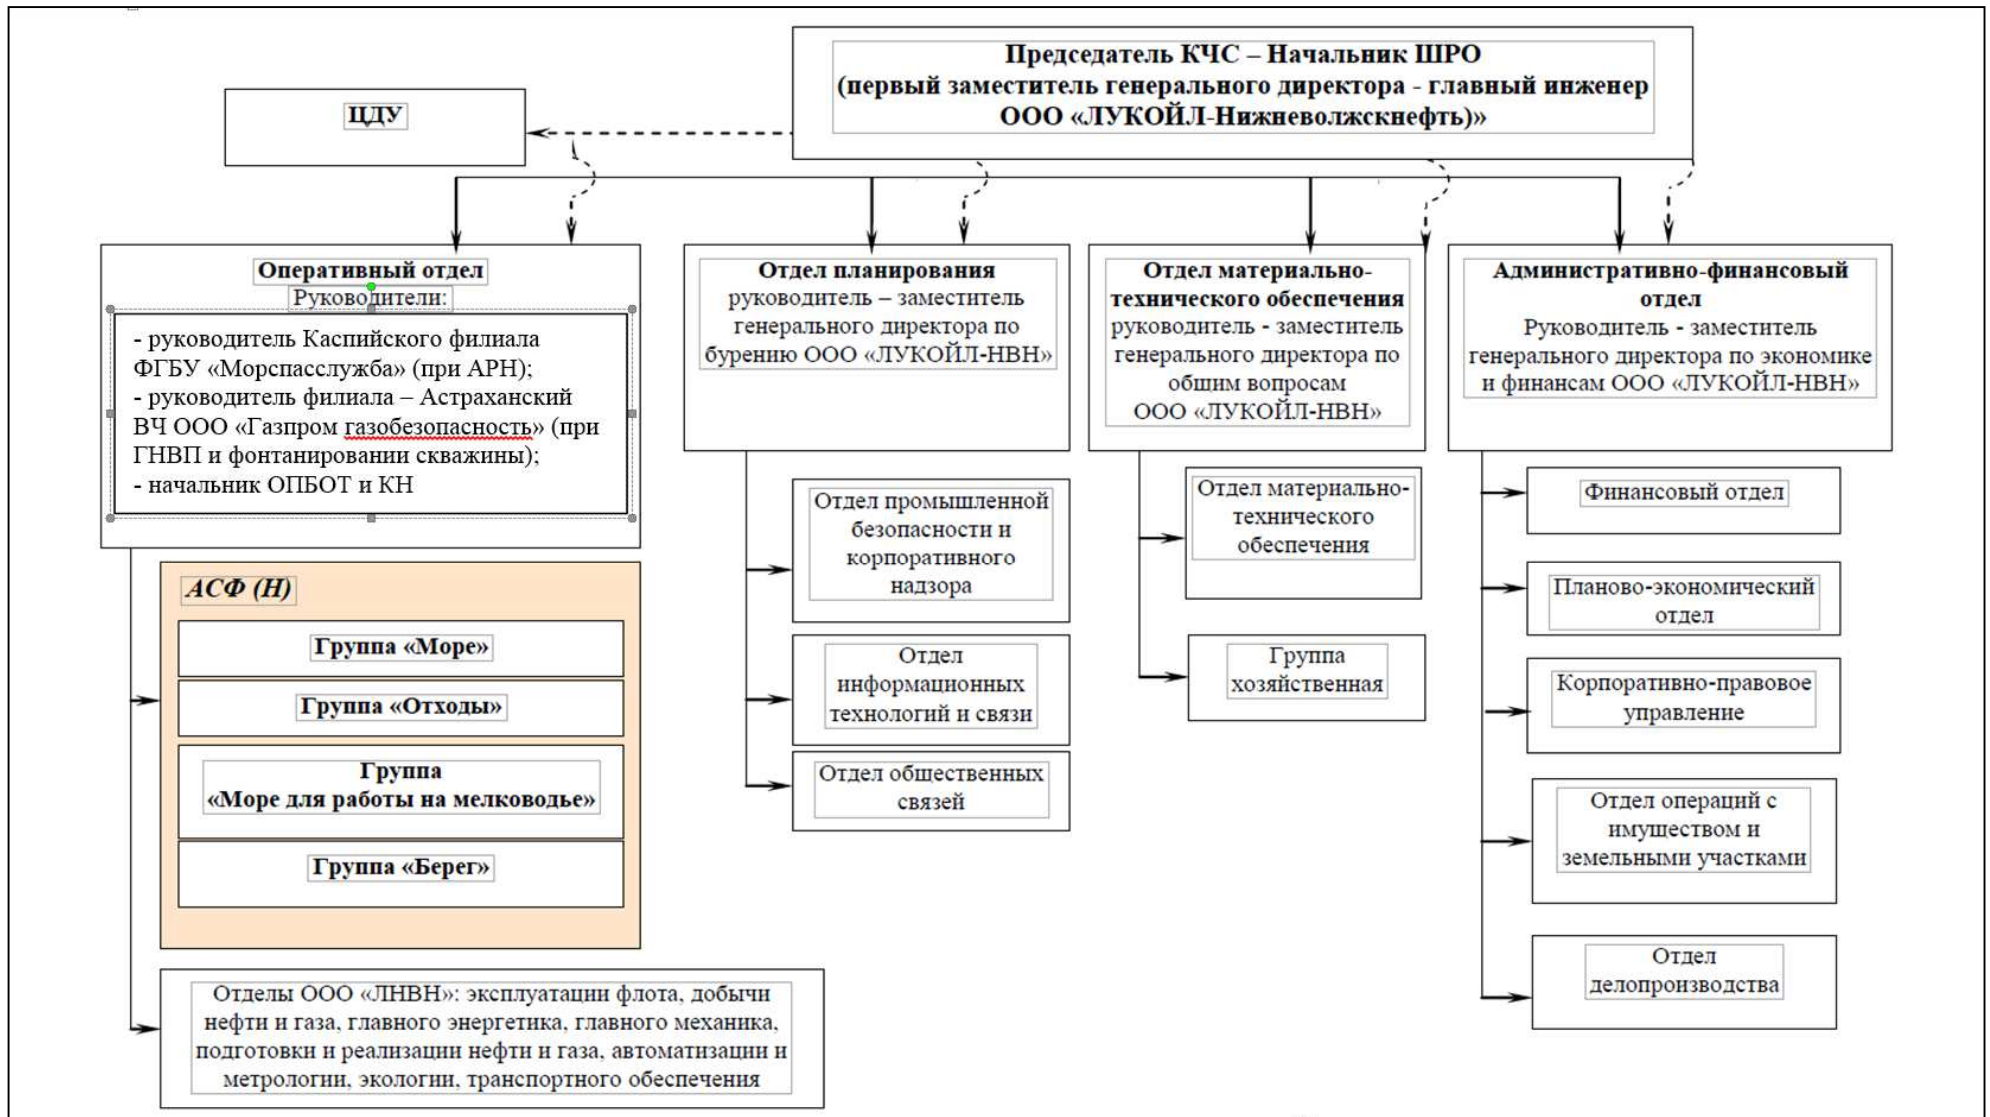 Председатель КЧС – Начальник ШРО
(первый заместитель генерального директора - главный инженер
ООО «ЛУКОЙЛ-Нижневолжскнефть)»
ЦДУ
Оперативный отдел
Руководители:
- руководитель Каспийского филиала
ФГБУ «Морспасслужба» (при АРН);
- руководитель филиала – Астраханский
ВЧ ООО «Газпром газобезопасность» (при
ГНВП и фонтанировании скважины);
- начальник ОПБОТ и КН
АСФ (Н)
Группа «Море»
Группа «Отходы»
Группа
«Море для работы на мелководье»
Группа «Берег»
Отделы ООО «ЛНВН»: эксплуатации флота, добычи
нефти и газа, главного энергетика, главного механика,
подготовки и реализации нефти и газа, автоматизации и
метрологии, экологии, транспортного обеспечения
Отдел планирования
руководитель – заместитель
генерального директора по
бурению ООО «ЛУКОЙЛ-НВН»
Отдел промышленной
безопасности и
корпоративного
надзора
Отдел
информационных
технологий и связи
Отдел общественных
связей
Отдел материально-
технического обеспечения
руководитель - заместитель
генерального директора по
общим вопросам
ООО «ЛУКОЙЛ-НВН»
Отдел материально-
технического
обеспечения
Группа
хозяйственная
Административно-финансовый
отдел
Руководитель - заместитель
генерального директора по экономике
и финансам ООО «ЛУКОЙЛ-НВН»
Финансовый отдел
Планово-экономический
отдел
Корпоративно-правовое
управление
Отдел операций с
имуществом и
земельными участками
Отдел
делопроизводства